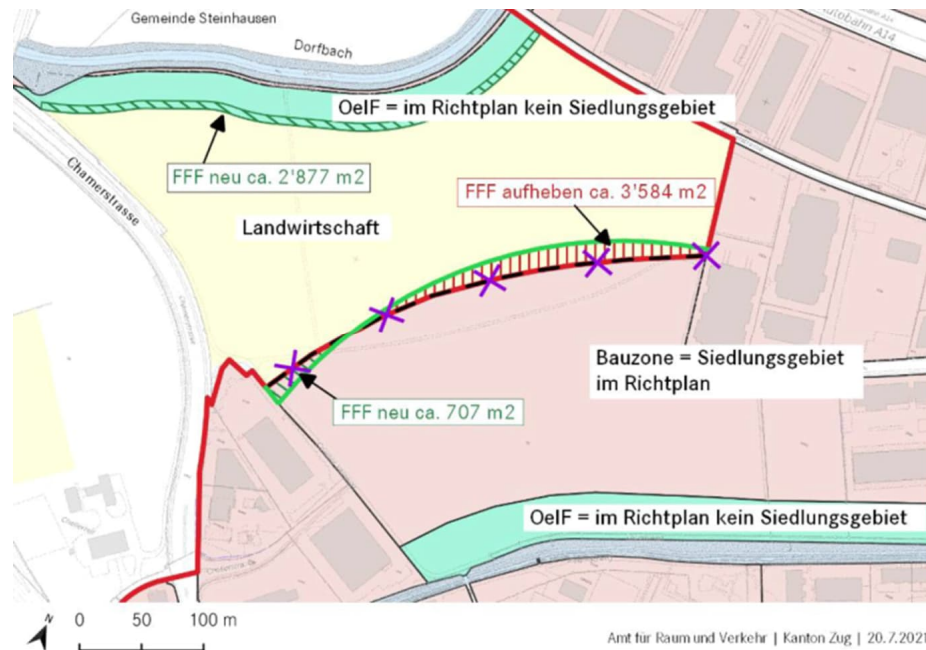 Gemeinde Steinhausen
Autobahn A14
Dorfbach
OeIF = im Richtplan kein Siedlungsgebiet
FFF neu ca. 2'877 m2
FFF aufheben ca. 3'584 m2
Chamerstrasse
Landwirtschaft
Bauzone = Siedlungsgebiet
im Richtplan
FFF neu ca. 707 m2
OeIF = im Richtplan kein Siedlungsgebiet
N
0 50 100 m
Amt für Raum und Verkehr | Kanton Zug | 20.7.2021